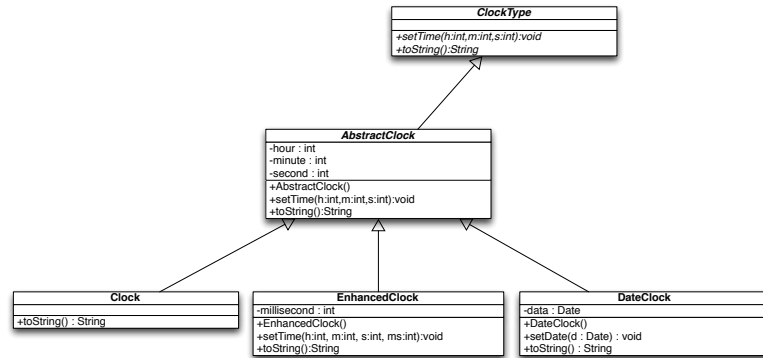 ClockType
+setTime(h:int,m:int,s:int):void
+toString():String
AbstractClock
-hour : int
-minute : int
-second : int
+AbstractClock()
+setTime(h:int,m:int,s:int):void
+toString():String
Clock
+toString() : String
EnhancedClock
-millisecond : int
+EnhancedClock()
+setTime(h:int, m:int, s:int, ms:int):void
+toString():String
DateClock
-data : Date
+DateClock()
+setDate(d : Date) : void
+toString() : String